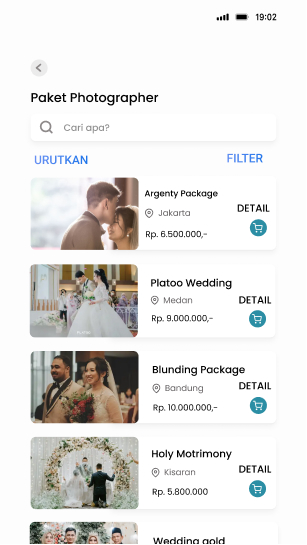 19:02
Paket Photographer
Cari apa?
URUTKAN
FILTER
Argenty Package
Jakarta
DETAIL
Rp. 6.500.000,-
Platoo Wedding
Medan
DETAIL
Rp. 9.000.000,-
Blunding Package
Bandung
DETAIL
Rp. 10.000.000,-
Holy Motrimony
Kisaran
DETAIL
Rp. 5.800.000
Wedding gold